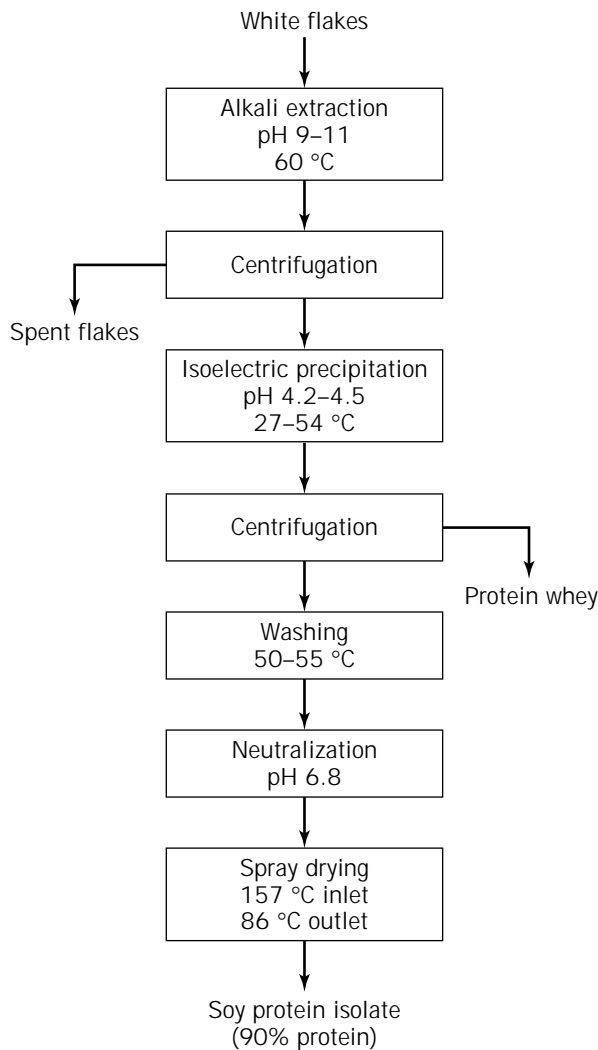 White flakes
Alkali extraction
pH 9–11
60 °C
Centrifugation
Spent flakes
Isoelectric precipitation
pH 4.2–4.5
27–54 °C
Centrifugation
Protein whey
Washing
50–55 °C
Neutralization
pH 6.8
Spray drying
157 °C inlet
86 °C outlet
Soy protein isolate
(90% protein)